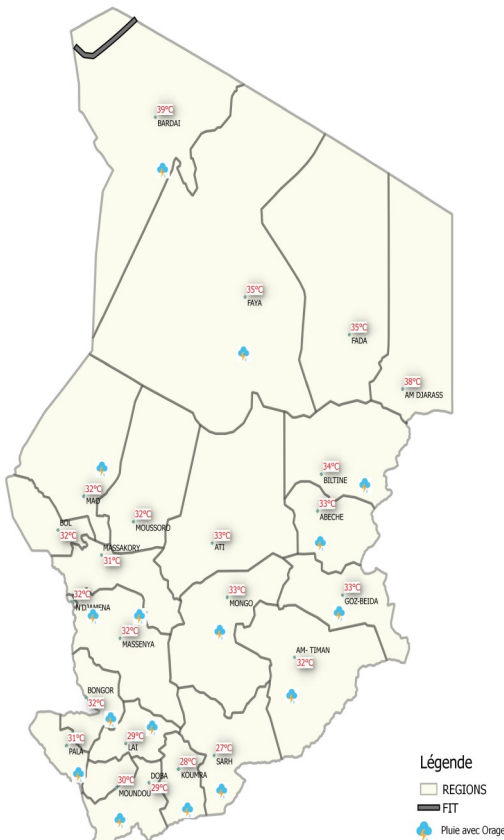 39°C
BARDAI
35°C
FAYA
35°C
FADA
38°C
AM DJARASS
34°C
BILTINE
32°C
MAO
33°C
ABECHE
32°C
MOUSSORO
BOL
32°C
33°C
ATI
MASSAKORY
31°C
33°C
MONGO
33°C
GOZ-BEIDA
32°C
N'DJAMENA
32°C
MASSENYA
AM- TIMAN
32°C
BONGOR
32°C
31°C
PALA
29°C
LAI
27°C
SARH
28°C
KOUMRA
30°C
MOUNDOU
DOBA
29°C
Légende
REGIONS
FIT
Pluie avec Orage